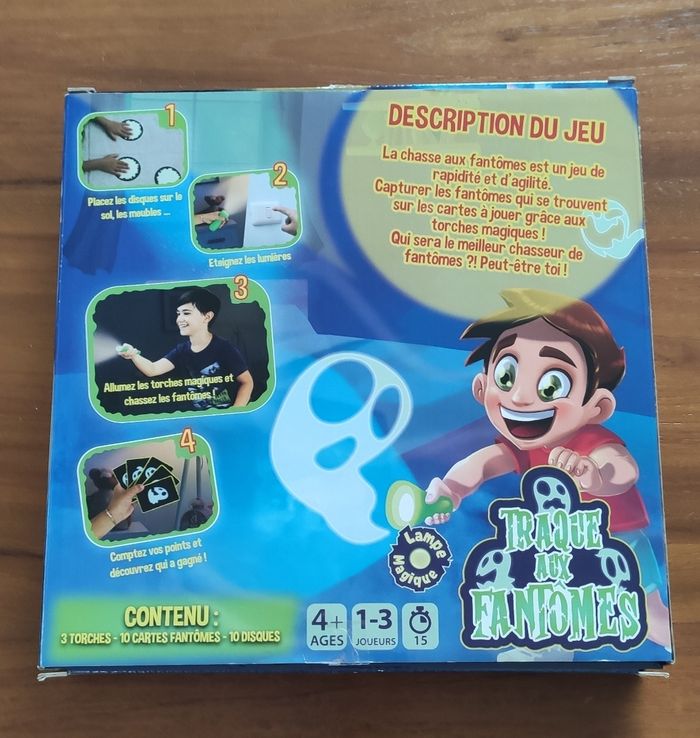 DESCRIPTION DU JEU
La chasse aux fantômes est un jeu de
rapidité et d'agilité.
Capturer les fantômes qui se trouvent
sur les cartes à jouer grâce aux
torches magiques !
Qui sera le meilleur chasseur de
fantômes ?! Peut-être toi !
1
Placez les disques sur le
sol, les meubles ...
2
Eteignez les lumières
3
Allumez les torches magiques et
chassez les fantômes !
4
Comptez vos points et
découvrez qui a gagné !
Lampe
Magique
TRAQUE
AUX
FANTÔMES
CONTENU :
3 TORCHES - 10 CARTES FANTÔMES - 10 DISQUES
4+
AGES
1-3
JOUEURS
15